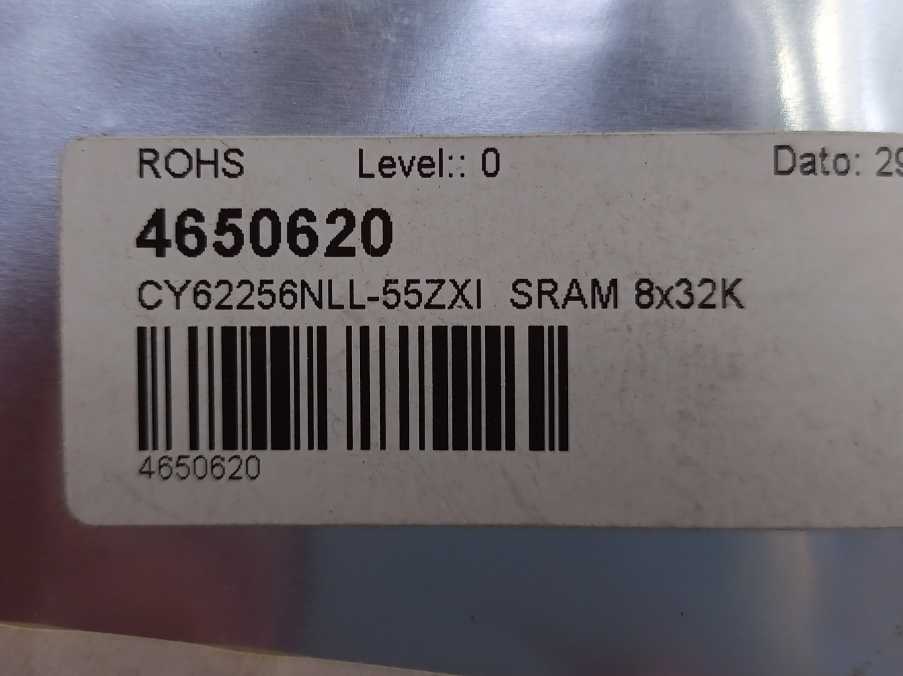 ROHS Level:: 0 Dato: 29
4650620
CY62256NLL-55ZXI SRAM 8x32K
4650620